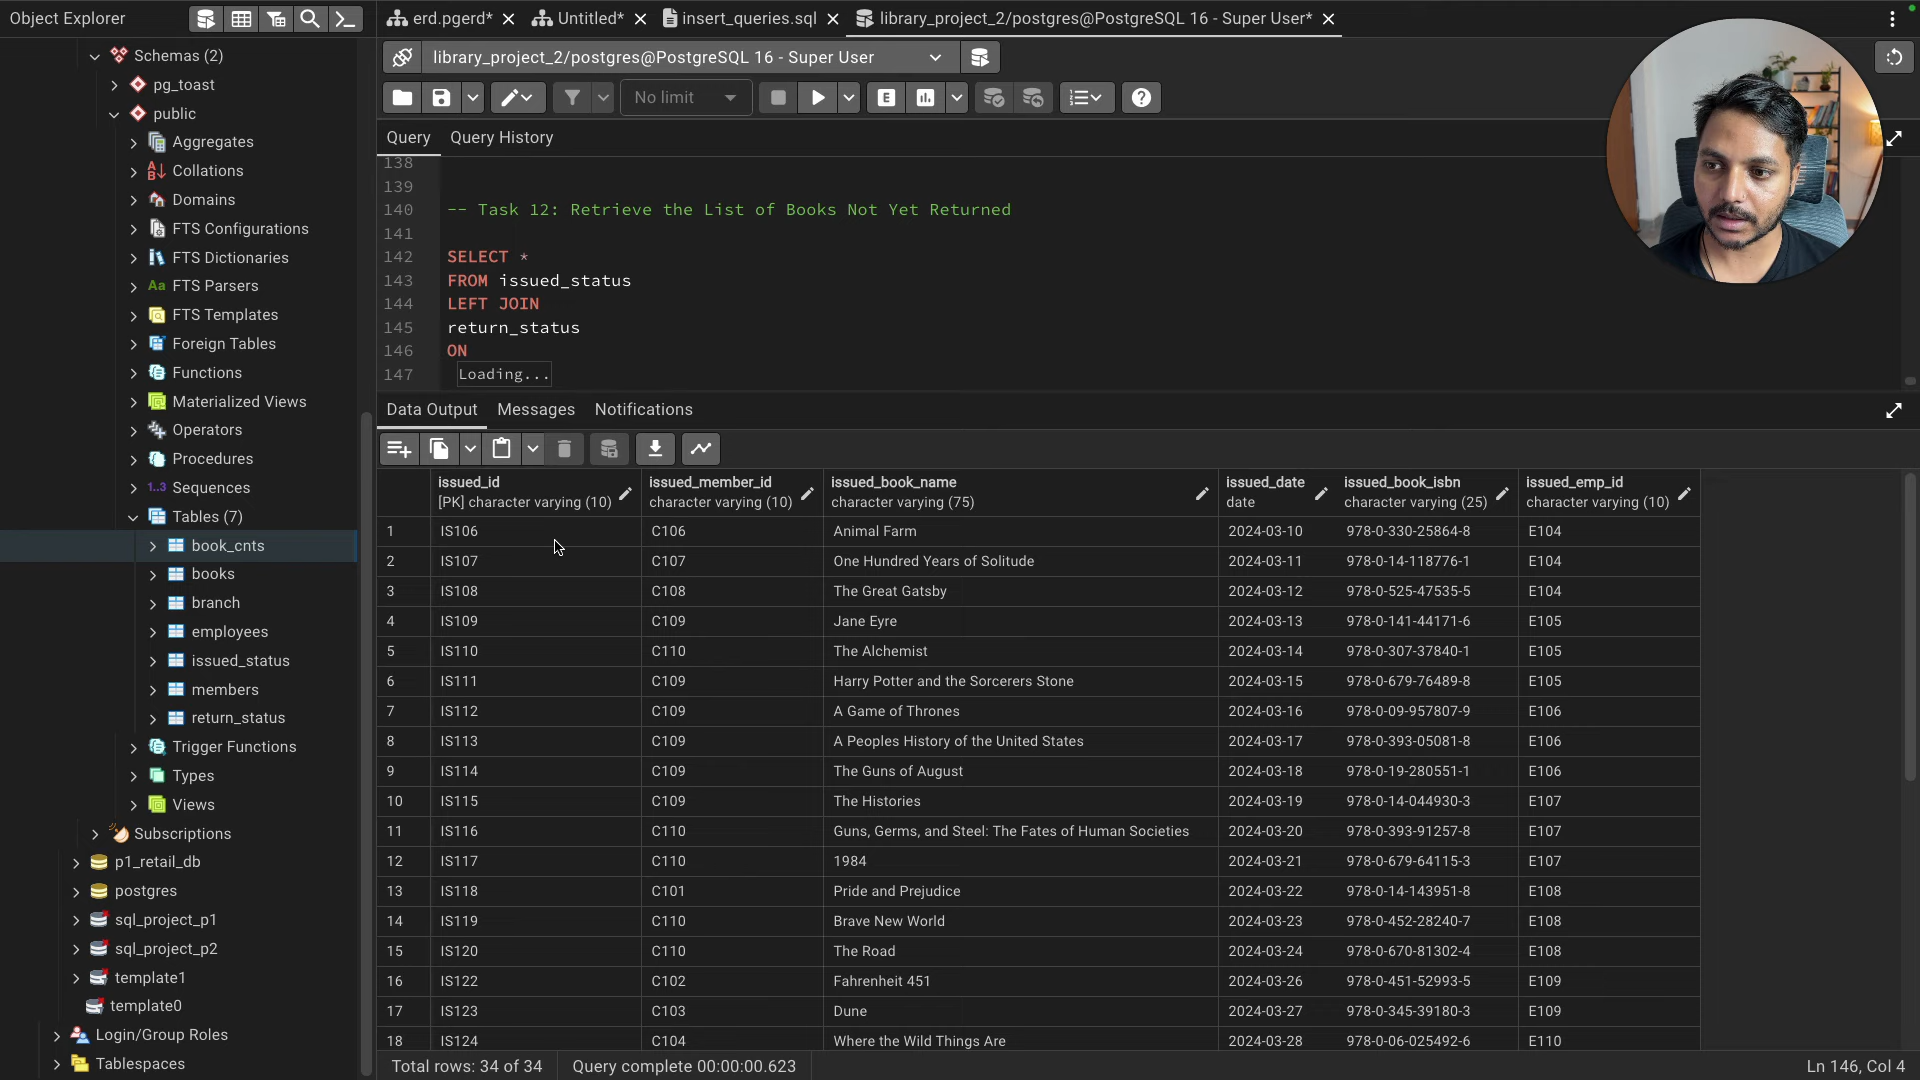 Object Explorer
erd.pgerd*
Untitled*
insert_queries.sql
library_project_2/postgres@PostgreSQL 16 - Super User*
library_project_2/postgres@PostgreSQL 16 - Super User
No limit
E
Query
Query History
138
139
140 -- Task 12: Retrieve the List of Books Not Yet Returned
141
142 SELECT *
143 FROM issued_status
144 LEFT JOIN
145 return_status
146 ON
147 Loading...
Schemas (2)
pg_toast
public
Aggregates
Collations
Domains
FTS Configurations
FTS Dictionaries
Aa FTS Parsers
FTS Templates
Foreign Tables
Functions
Materialized Views
Operators
Procedures
1..3 Sequences
Tables (7)
book_cnts
books
branch
employees
issued_status
members
return_status
Trigger Functions
Types
Views
Subscriptions
p1_retail_db
postgres
sql_project_p1
sql_project_p2
template1
template0
Login/Group Roles
Tablespaces
Data Output Messages Notifications
issued_id issued_member_id issued_book_name issued_date issued_book_isbn issued_emp_id
[PK] character varying (10) character varying (10) character varying (75) date character varying (25) character varying (10)
1 IS106 C106 Animal Farm 2024-03-10 978-0-330-25864-8 E104
2 IS107 C107 One Hundred Years of Solitude 2024-03-11 978-0-14-118776-1 E104
3 IS108 C108 The Great Gatsby 2024-03-12 978-0-525-47535-5 E104
4 IS109 C109 Jane Eyre 2024-03-13 978-0-141-44171-6 E105
5 IS110 C110 The Alchemist 2024-03-14 978-0-307-37840-1 E105
6 IS111 C109 Harry Potter and the Sorcerers Stone 2024-03-15 978-0-679-76489-8 E105
7 IS112 C109 A Game of Thrones 2024-03-16 978-0-09-957807-9 E106
8 IS113 C109 A Peoples History of the United States 2024-03-17 978-0-393-05081-8 E106
9 IS114 C109 The Guns of August 2024-03-18 978-0-19-280551-1 E106
10 IS115 C109 The Histories 2024-03-19 978-0-14-044930-3 E107
11 IS116 C110 Guns, Germs, and Steel: The Fates of Human Societies 2024-03-20 978-0-393-91257-8 E107
12 IS117 C110 1984 2024-03-21 978-0-679-64115-3 E107
13 IS118 C101 Pride and Prejudice 2024-03-22 978-0-14-143951-8 E108
14 IS119 C110 Brave New World 2024-03-23 978-0-452-28240-7 E108
15 IS120 C110 The Road 2024-03-24 978-0-670-81302-4 E108
16 IS122 C102 Fahrenheit 451 2024-03-26 978-0-451-52993-5 E109
17 IS123 C103 Dune 2024-03-27 978-0-345-39180-3 E109
18 IS124 C104 Where the Wild Things Are 2024-03-28 978-0-06-025492-6 E110
Total rows: 34 of 34 Query complete 00:00:00.623 Ln 146, Col 4